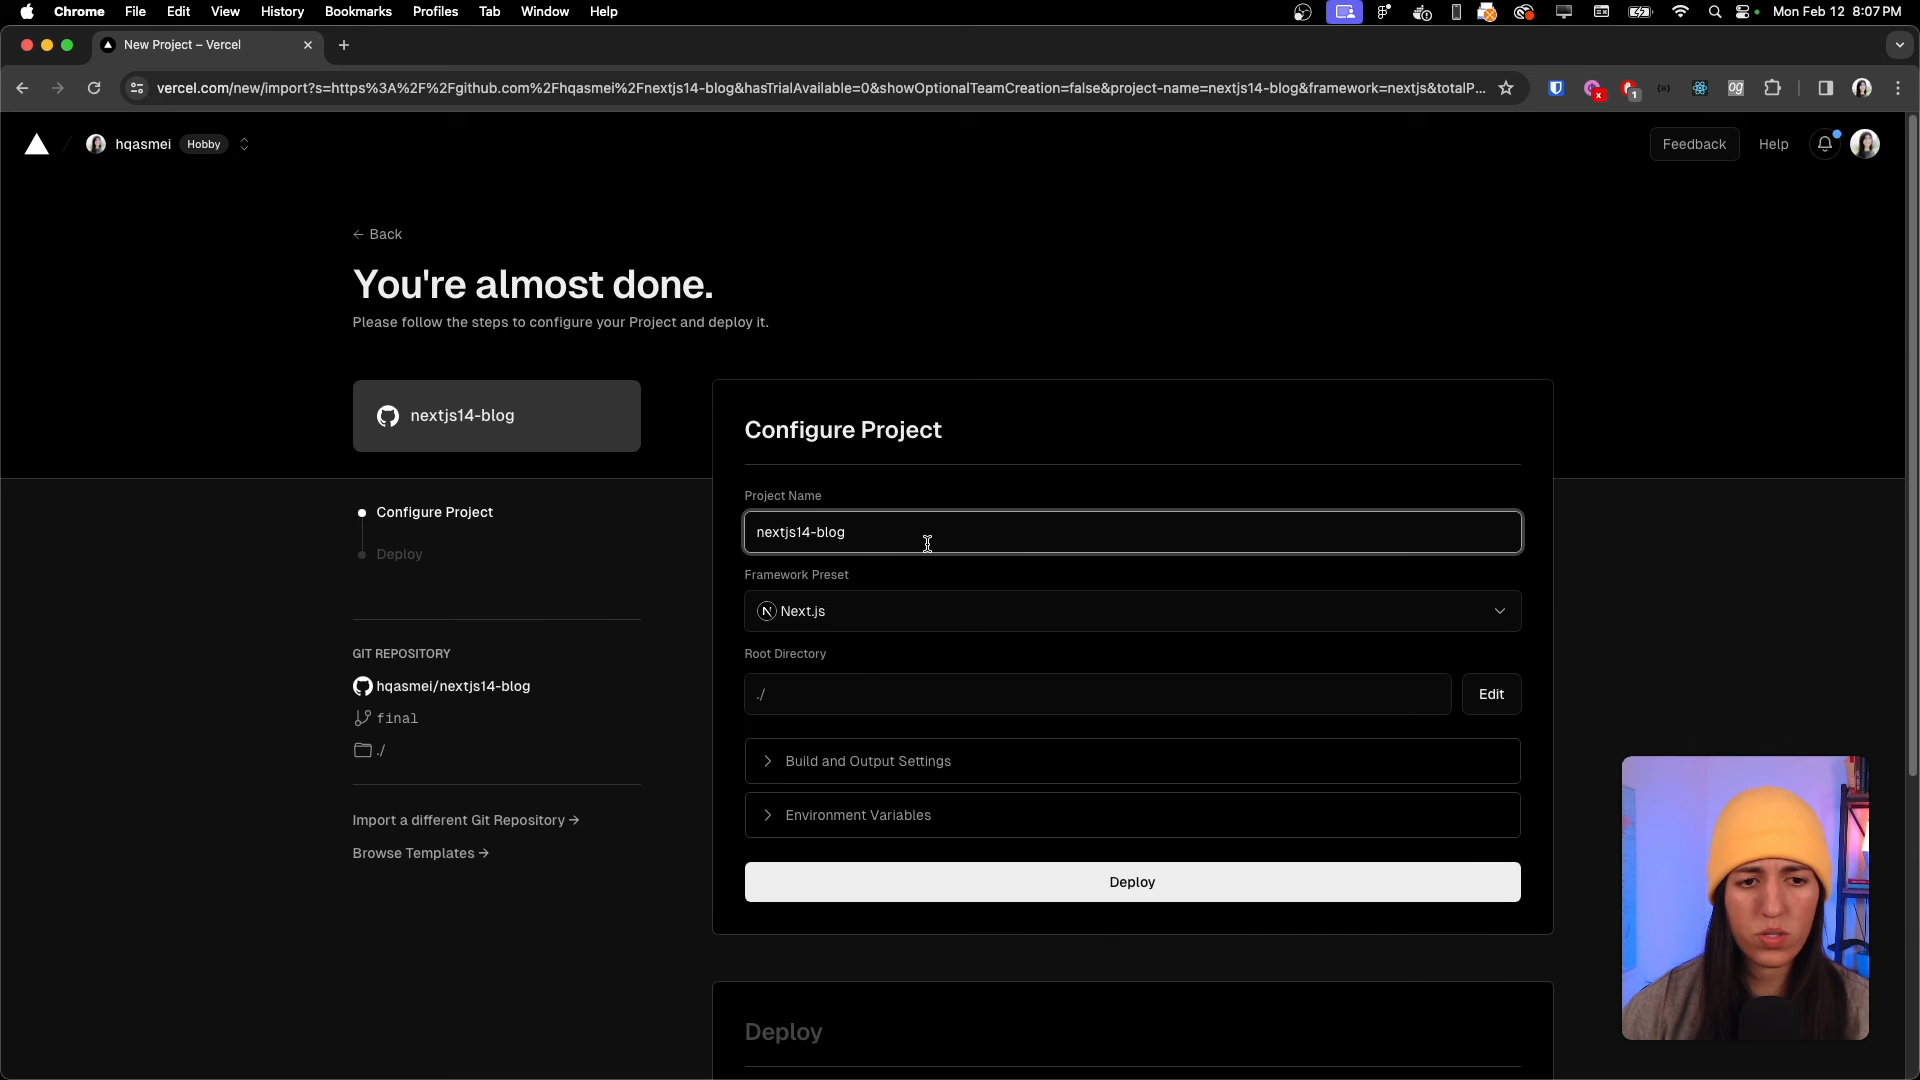 Chrome File Edit View History Bookmarks Profiles Tab Window Help Mon Feb 12 8:07 PM
New Project – Vercel
vercel.com/new/import?s=https%3A%2F%2Fgithub.com%2Fhqasmei%2Fnextjs14-blog&hasTrialAvailable=0&showOptionalTeamCreation=false&project-name=nextjs14-blog&framework=nextjs&totalP...
x
1
og
hqasmei Hobby
Feedback Help
← Back
You're almost done.
Please follow the steps to configure your Project and deploy it.
nextjs14-blog
Configure Project
Deploy
GIT REPOSITORY
hqasmei/nextjs14-blog
final
./
Import a different Git Repository →
Browse Templates →
Configure Project
Project Name
nextjs14-blog
Framework Preset
N Next.js
Root Directory
./
Edit
Build and Output Settings
Environment Variables
Deploy
Deploy